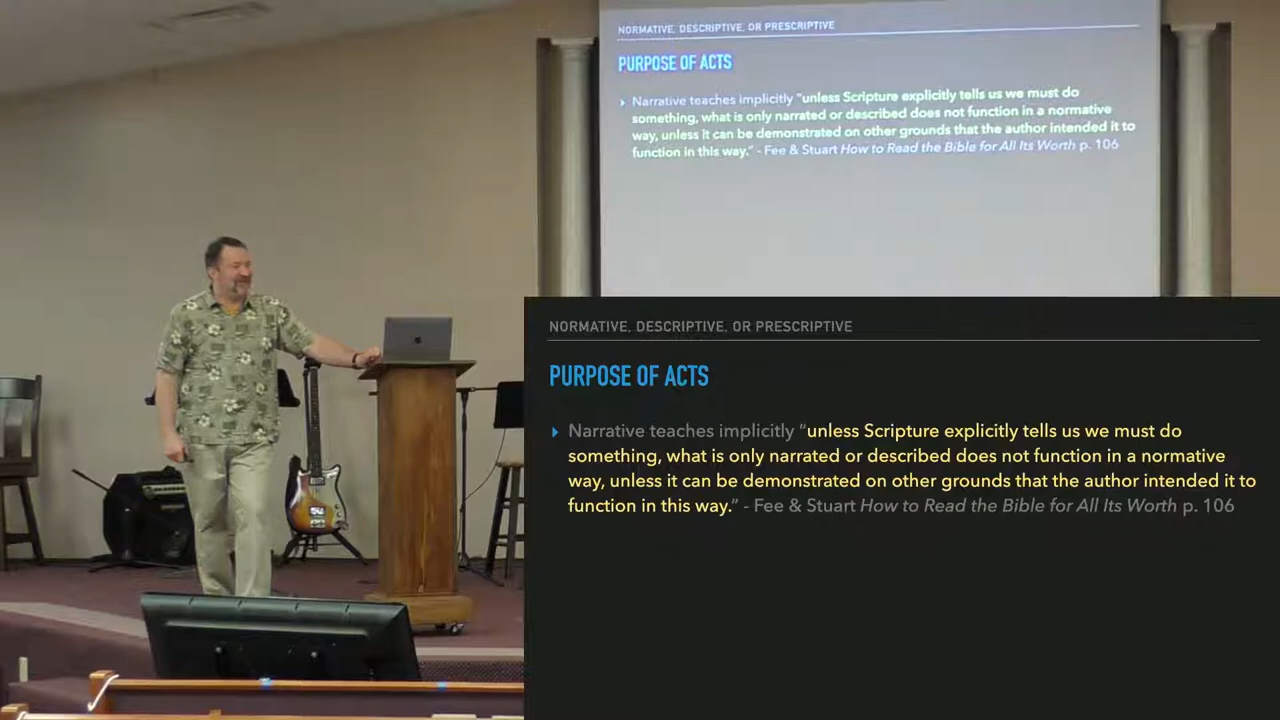 NORMATIVE, DESCRIPTIVE, OR PRESCRIPTIVE
PURPOSE OF ACTS
Narrative teaches implicitly “unless Scripture explicitly tells us we must do
something, what is only narrated or described does not function in a normative
way, unless it can be demonstrated on other grounds that the author intended it to
function in this way.” - Fee & Stuart How to Read the Bible for All Its Worth p. 106
NORMATIVE, DESCRIPTIVE, OR PRESCRIPTIVE
PURPOSE OF ACTS
Narrative teaches implicitly “unless Scripture explicitly tells us we must do
something, what is only narrated or described does not function in a normative
way, unless it can be demonstrated on other grounds that the author intended it to
function in this way.” - Fee & Stuart How to Read the Bible for All Its Worth p. 106